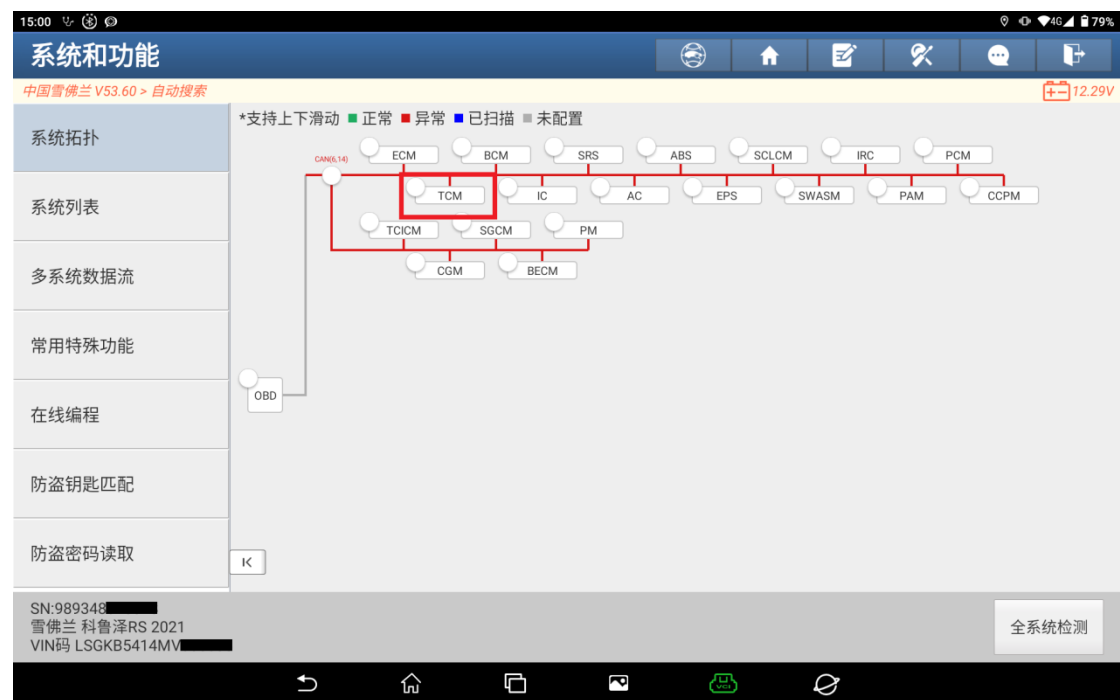 15:00 4G 79%
系统和功能
中国雪佛兰 V53.60 > 自动搜索 12.29V
系统拓扑
系统列表
多系统数据流
常用特殊功能
在线编程
防盗钥匙匹配
防盗密码读取
*支持上下滑动 正常 异常 已扫描 未配置
CAN(6,14) ECM BCM SRS ABS SCLCM IRC PCM
TCM IC AC EPS SWASM PAM CCPM
TCICM SGCM PM
CGM BECM
OBD
K
SN:989348
雪佛兰 科鲁泽RS 2021
VIN码 LSGKB5414MV
全系统检测
VCI